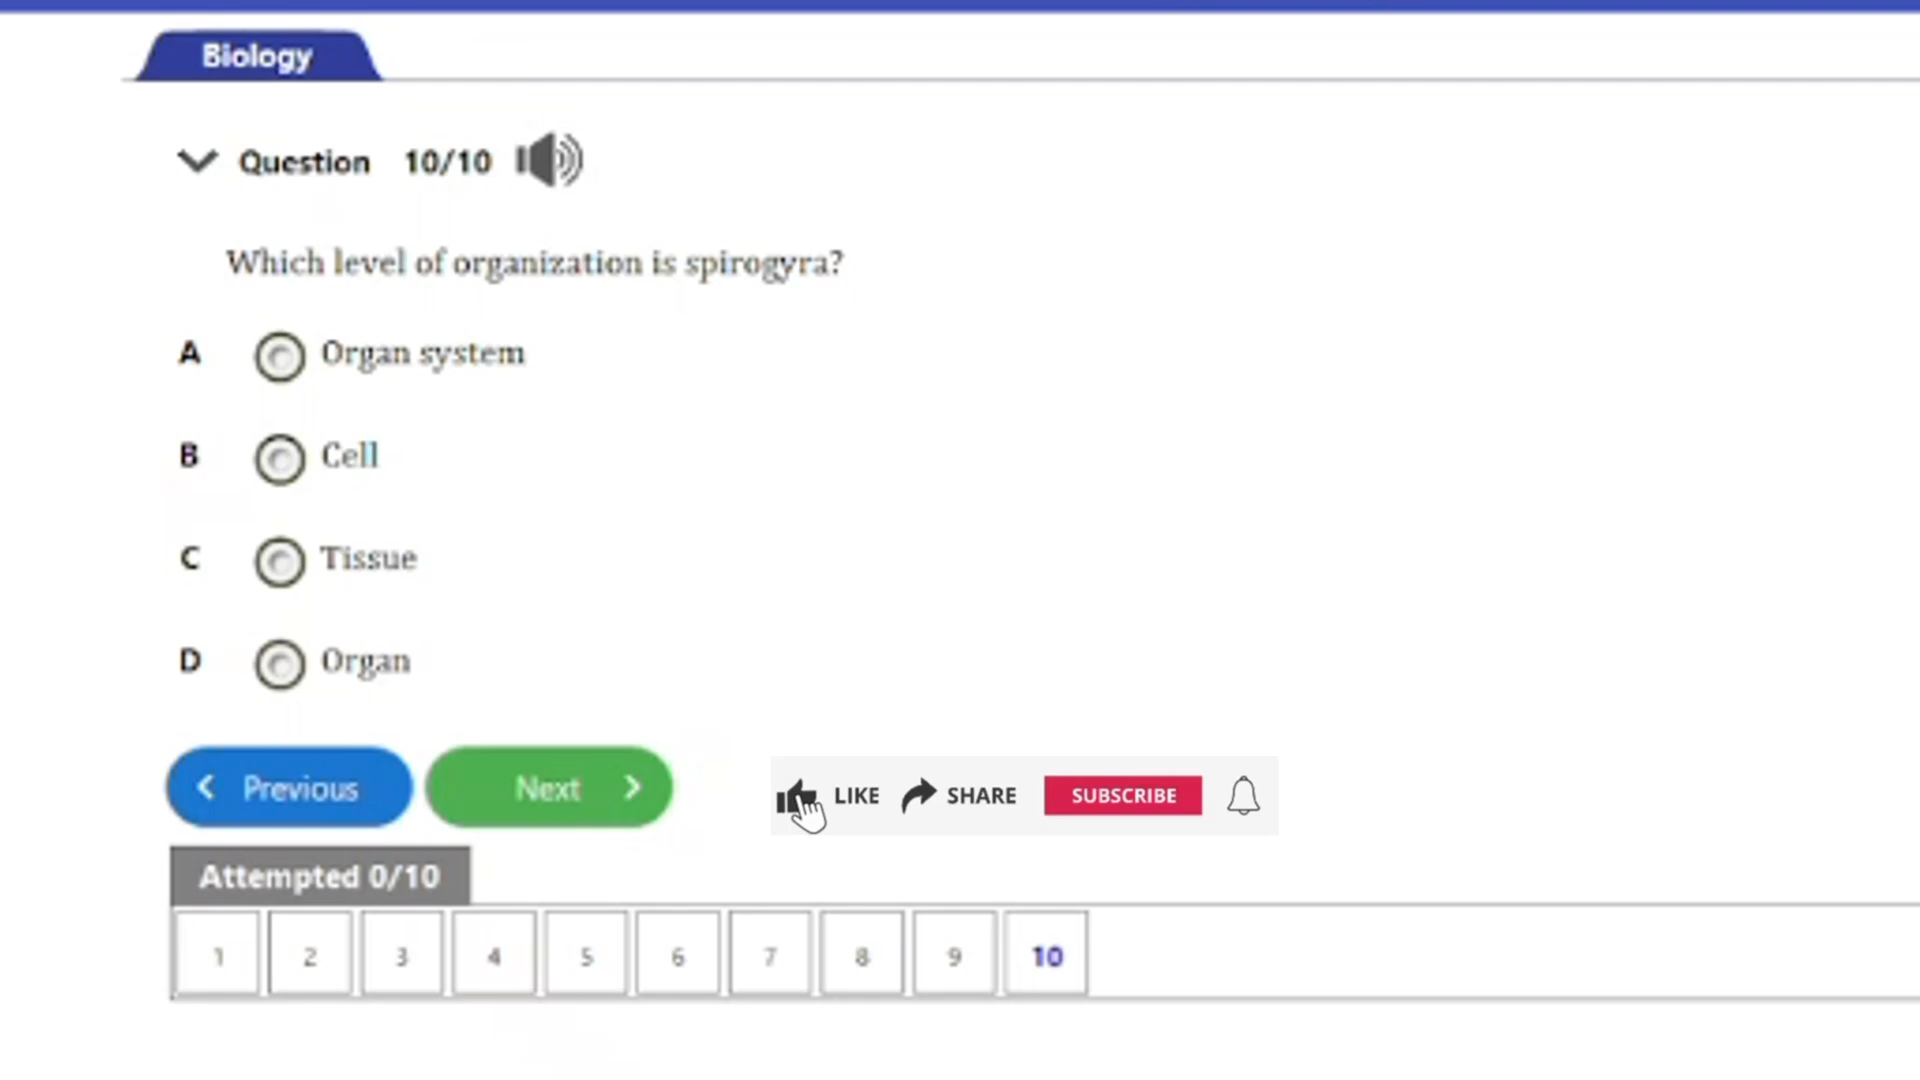 Biology
Question 10/10
Which level of organization is spirogyra?
A Organ system
B Cell
C Tissue
D Organ
Previous Next
LIKE SHARE SUBSCRIBE
Attempted 0/10
1 2 3 4 5 6 7 8 9 10